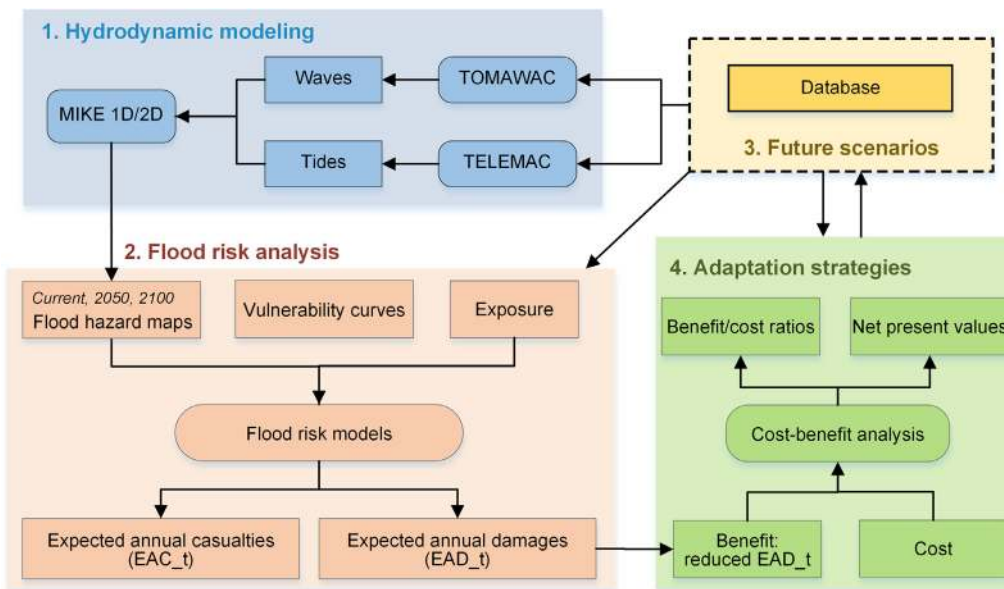 1. Hydrodynamic modeling
Waves
TOMAWAC
MIKE 1D/2D
Tides
TELEMAC
Database
3. Future scenarios
2. Flood risk analysis
Current, 2050, 2100
Flood hazard maps
Vulnerability curves
Exposure
Flood risk models
Expected annual casualties
(EAC_t)
Expected annual damages
(EAD_t)
4. Adaptation strategies
Benefit/cost ratios
Net present values
Cost-benefit analysis
Benefit:
reduced EAD_t
Cost